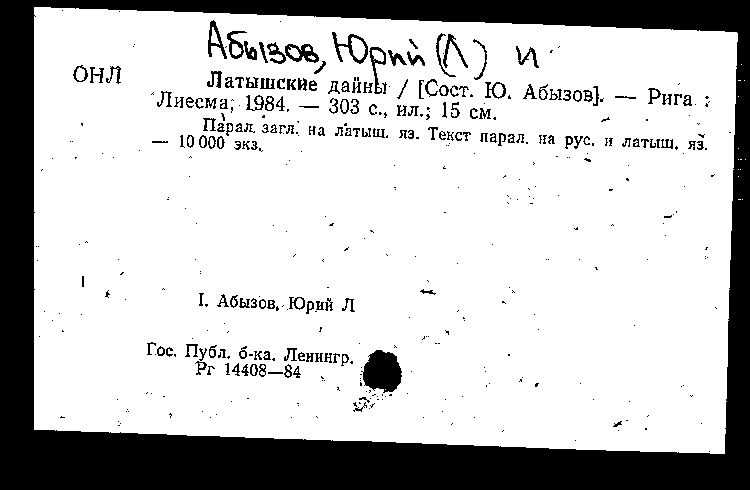 Абызов, Юрий (Л) и
ОНЛ
Латышские дайны / [Сост. Ю. Абызов]. — Рига :
Лиесма, 1984. — 303 с., ил.; 15 см.
Парал. загл. на латыш. яз. Текст парал. на рус. и латыш. яз.
— 10 000 экз.
I. Абызов, Юрий Л
Гос. Публ. б-ка. Ленингр.
Рг 14408—84